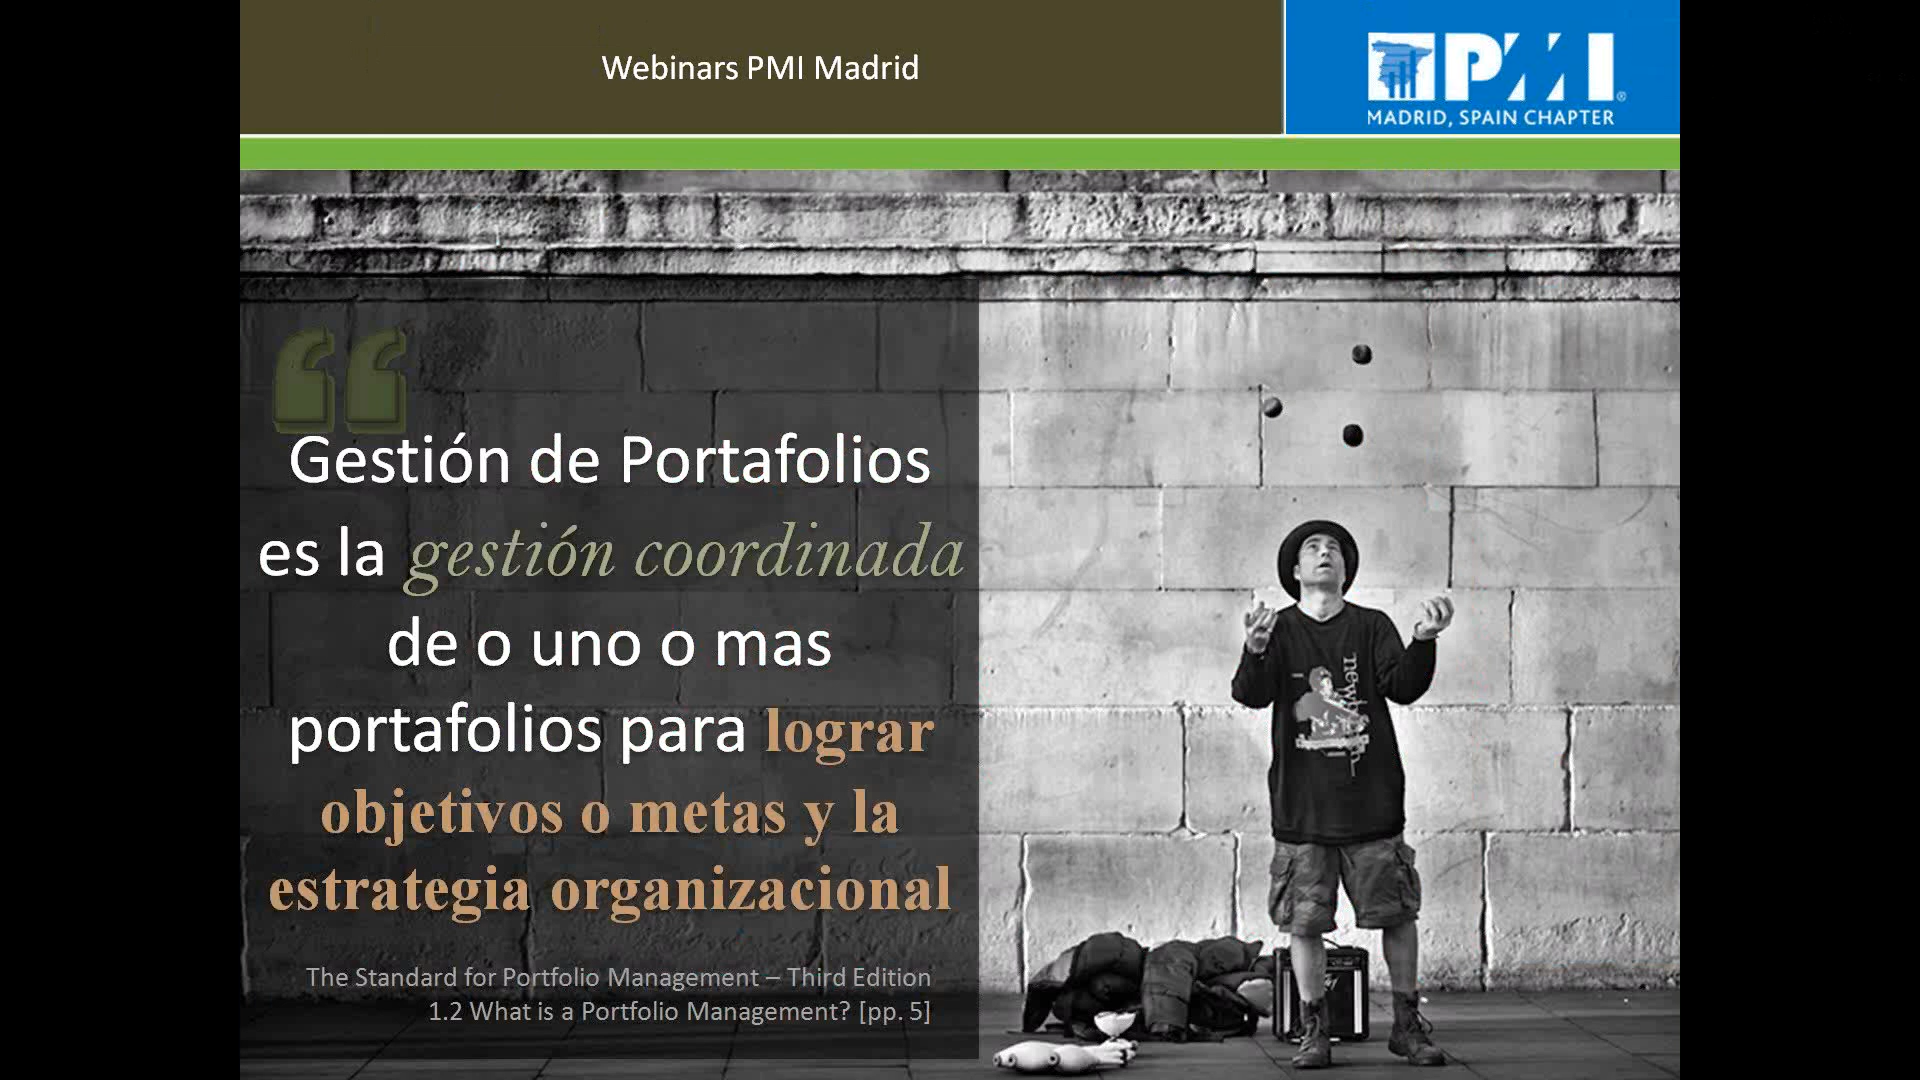 Webinars PMI Madrid
PMI®
MADRID, SPAIN CHAPTER
“
Gestión de Portafolios
es la gestión coordinada
de o uno o mas
portafolios para lograr
objetivos o metas y la
estrategia organizacional
The Standard for Portfolio Management – Third Edition
1.2 What is a Portfolio Management? [pp. 5]